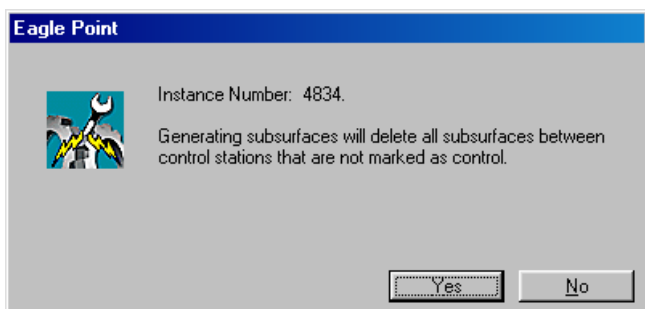 Eagle Point
Instance Number: 4834.
Generating subsurfaces will delete all subsurfaces between
control stations that are not marked as control.
Yes No